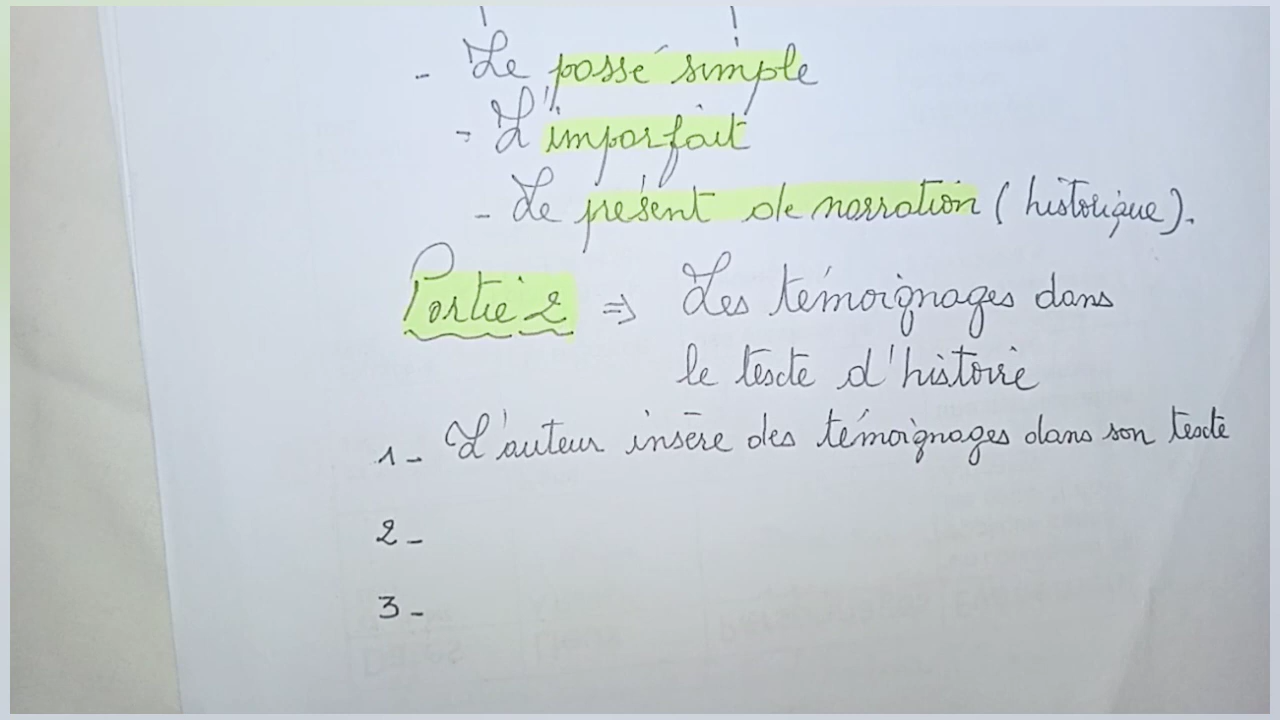 - Le passé simple
- L'imparfait
- Le présent de narration (historique).
Partie 2 ⇒ Les témoignages dans
le texte d'histoire
1- L'auteur insère des témoignages dans son texte
2-
3-